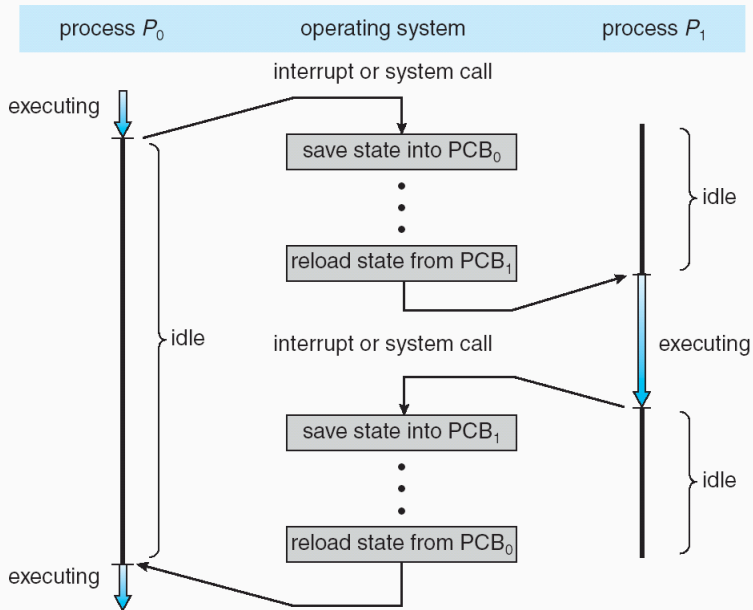 process P₀ operating system process P₁
interrupt or system call
executing
save state into PCB₀
idle
reload state from PCB₁
idle
interrupt or system call
executing
save state into PCB₁
idle
reload state from PCB₀
executing